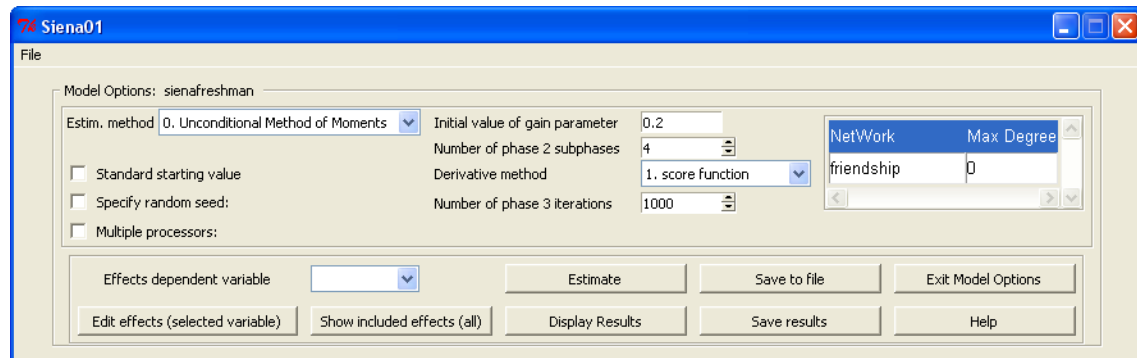 Siena01
File
Model Options: sienafreshman
Estim. method 0. Unconditional Method of Moments
Initial value of gain parameter 0.2
Number of phase 2 subphases 4
Standard starting value
Derivative method 1. score function
Specify random seed:
Number of phase 3 iterations 1000
Multiple processors:
NetWork Max Degree
friendship 0
Effects dependent variable
Estimate Save to file Exit Model Options
Edit effects (selected variable) Show included effects (all) Display Results Save results Help